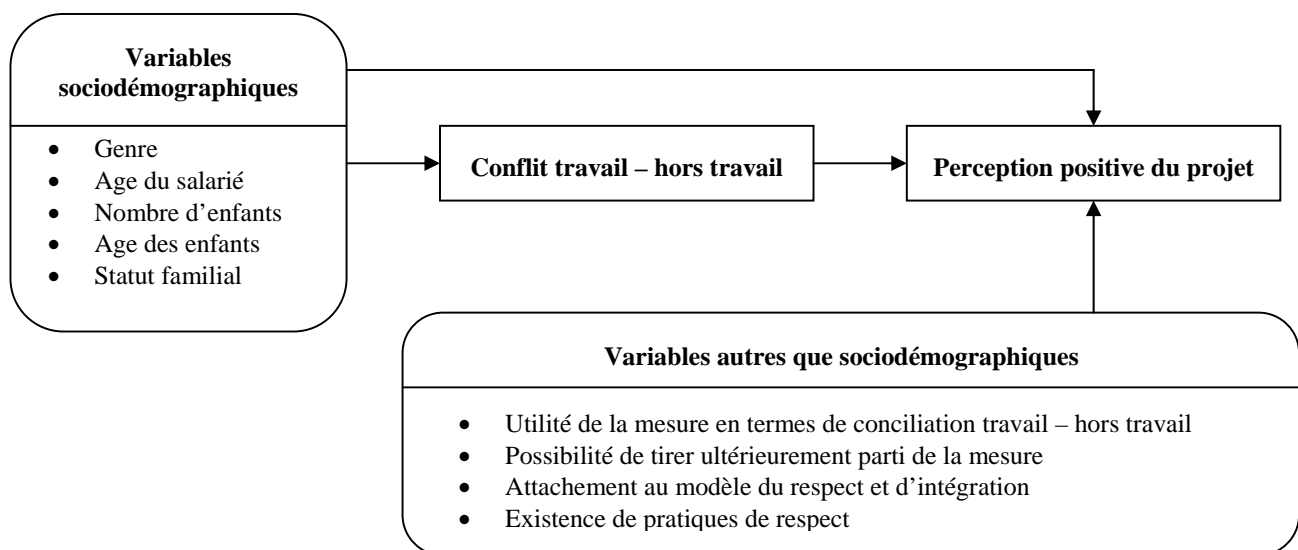 Variables
sociodémographiques
• Genre
• Age du salarié
• Nombre d'enfants
• Age des enfants
• Statut familial
Conflit travail – hors travail
Perception positive du projet
Variables autres que sociodémographiques
• Utilité de la mesure en termes de conciliation travail – hors travail
• Possibilité de tirer ultérieurement parti de la mesure
• Attachement au modèle du respect et d'intégration
• Existence de pratiques de respect